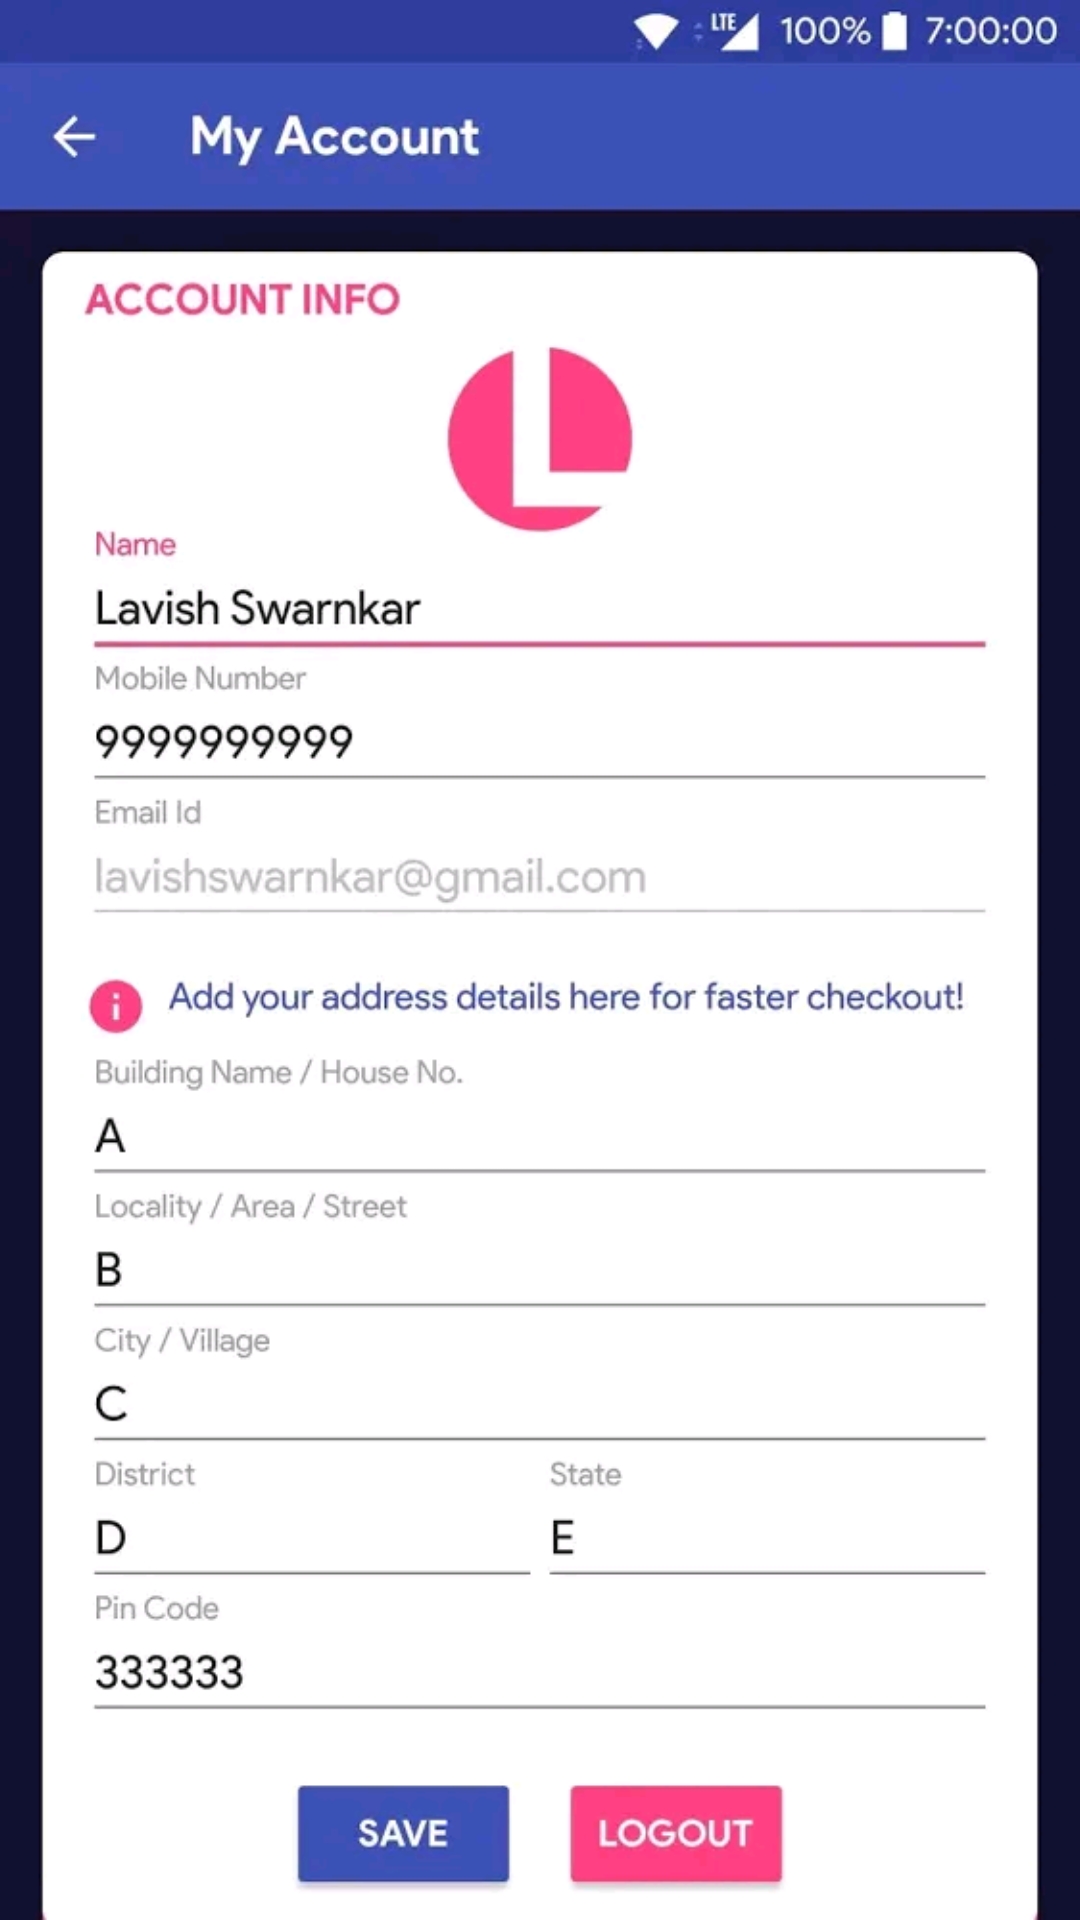 LTE 100% 7:00:00
My Account
ACCOUNT INFO
L
Name
Lavish Swarnkar
Mobile Number
9999999999
Email Id
lavishswarnkar@gmail.com
i Add your address details here for faster checkout!
Building Name / House No.
A
Locality / Area / Street
B
City / Village
C
District State
D E
Pin Code
333333
SAVE LOGOUT